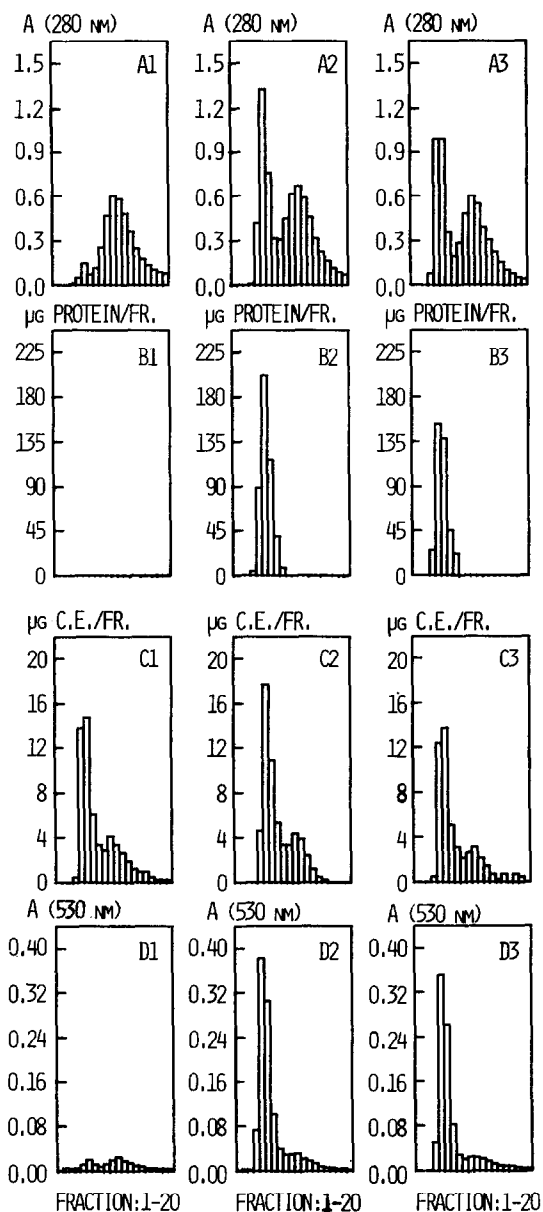 A (280 NM) A (280 NM) A (280 NM)
1.5 A1 1.5 A2 1.5 A3
1.2 1.2 1.2
0.9 0.9 0.9
0.6 0.6 0.6
0.3 0.3 0.3
0.0 0.0 0.0
µG PROTEIN/FR. µG PROTEIN/FR. µG PROTEIN/FR.
225 B1 225 B2 225 B3
180 180 180
135 135 135
90 90 90
45 45 45
0 0 0
µG C.E./FR. µG C.E./FR. µG C.E./FR.
20 C1 20 C2 20 C3
16 16 16
12 12 12
8 8 8
4 4 4
0 0 0
A (530 NM) A (530 NM) A (530 NM)
0.40 D1 0.40 D2 0.40 D3
0.32 0.32 0.32
0.24 0.24 0.24
0.16 0.16 0.16
0.08 0.08 0.08
0.00 0.00 0.00
FRACTION:1-20 FRACTION:1-20 FRACTION:1-20